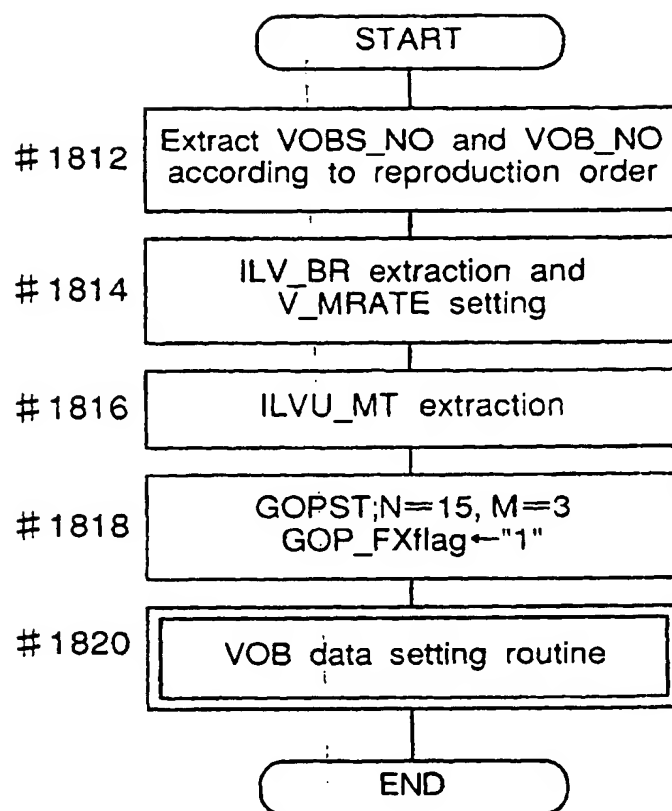 START
#1812
Extract VOBS_NO and VOB_NO
according to reproduction order
#1814
ILV_BR extraction and
V_MRATE setting
#1816
ILVU_MT extraction
#1818
GOPST;N=15, M=3
GOP_FXflag←"1"
#1820
VOB data setting routine
END